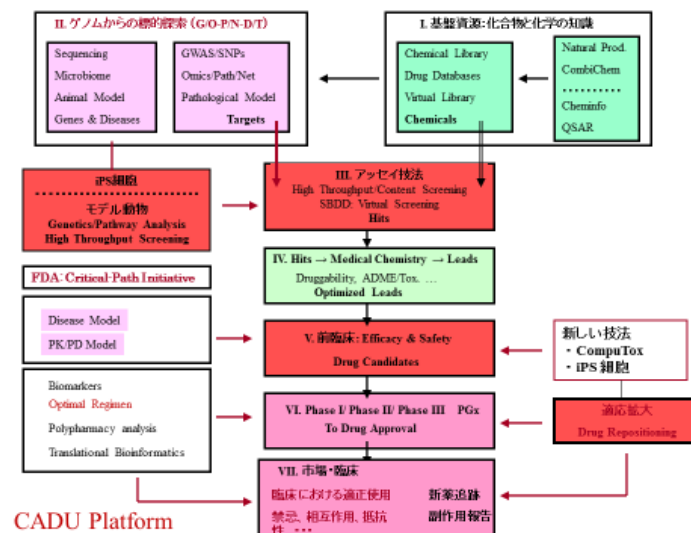 II. ゲノムからの標的探索 (G/O-P/N-D/T)
Sequencing
Microbiome
Animal Model
Genes & Diseases
GWAS/SNPs
Omics/Path/Net
Pathological Model
Targets
I. 基盤資源:化合物と化学の知識
Chemical Library
Drug Databases
Virtual Library
Chemicals
Natural Prod.
CombiChem
Cheminfo
QSAR
iPS細胞
モデル動物
Genetics/Pathway Analysis
High Throughput Screening
III. アッセイ技法
High Throughput/Content Screening
SBDD: Virtual Screening
Hits
IV. Hits → Medical Chemistry → Leads
Druggability, ADME/Tox. …
Optimized Leads
FDA: Critical-Path Initiative
Disease Model
PK/PD Model
V. 前臨床: Efficacy & Safety
Drug Candidates
新しい技法
・ CompuTox
・ iPS 細胞
Biomarkers
Optimal Regimen
Polypharmacy analysis
Translational Bioinformatics
VI. Phase I/ Phase II/ Phase III PGx
To Drug Approval
適応拡大
Drug Repositioning
VII. 市場・臨床
臨床における適正使用 新薬追跡
禁忌、相互作用、抵抗 副作用報告
性 …
CADU Platform